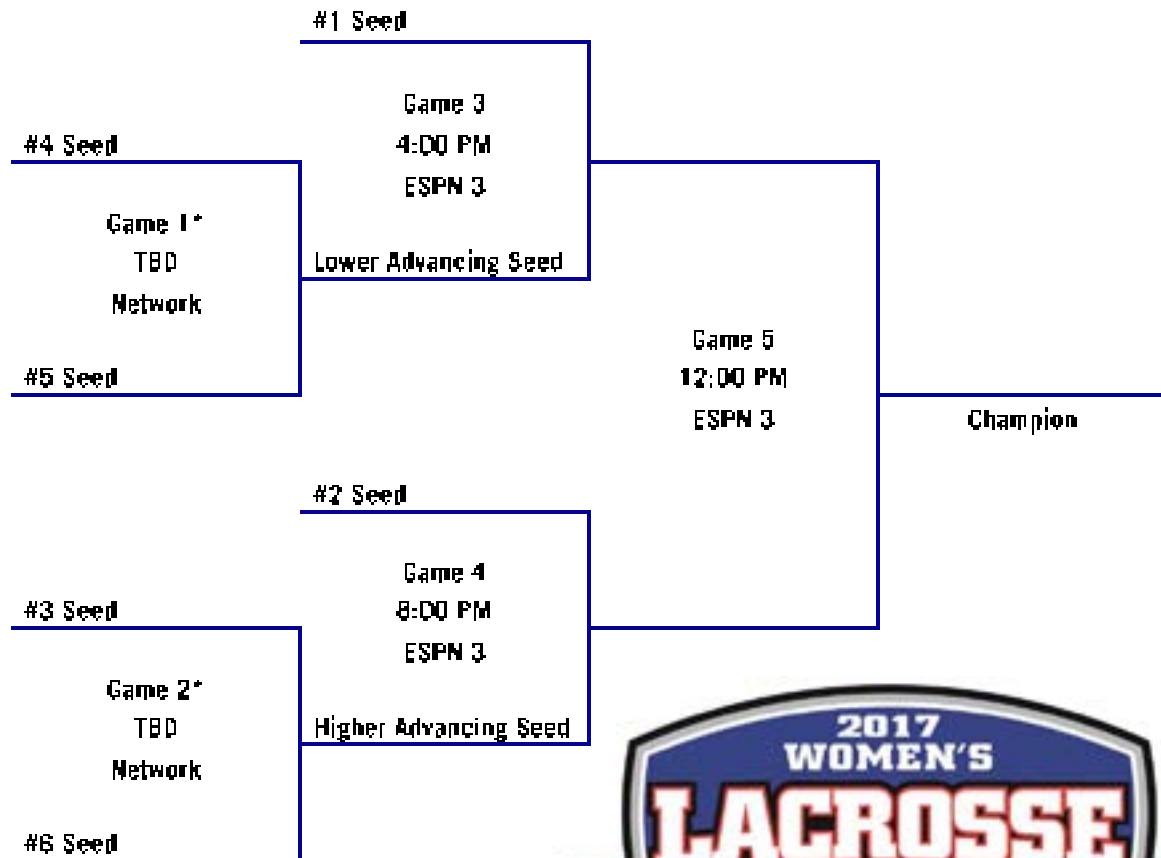 #1 Seed
Game 3
4:00 PM
ESPN 3
#4 Seed
Game 1*
TBD
Network
Lower Advancing Seed
#5 Seed
Game 5
12:00 PM
ESPN 3
Champion
#2 Seed
Game 4
8:00 PM
ESPN 3
#3 Seed
Game 2*
TBD
Network
Higher Advancing Seed
#6 Seed
2017
WOMEN'S
LACROSSE